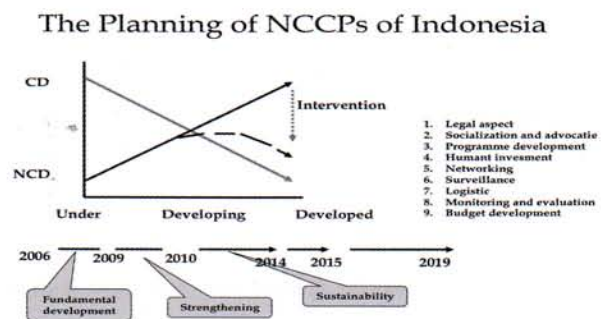 The Planning of NCCPs of Indonesia
CD
NCD
Intervention
Under
Developing
Developed
1. Legal aspect
2. Socialization and advocatie
3. Programme development
4. Humant invesment
5. Networking
6. Surveillance
7. Logistic
8. Monitoring and evaluation
9. Budget development
2006
2009
2010
2014
2015
2019
Fundamental
development
Strengthening
Sustainability